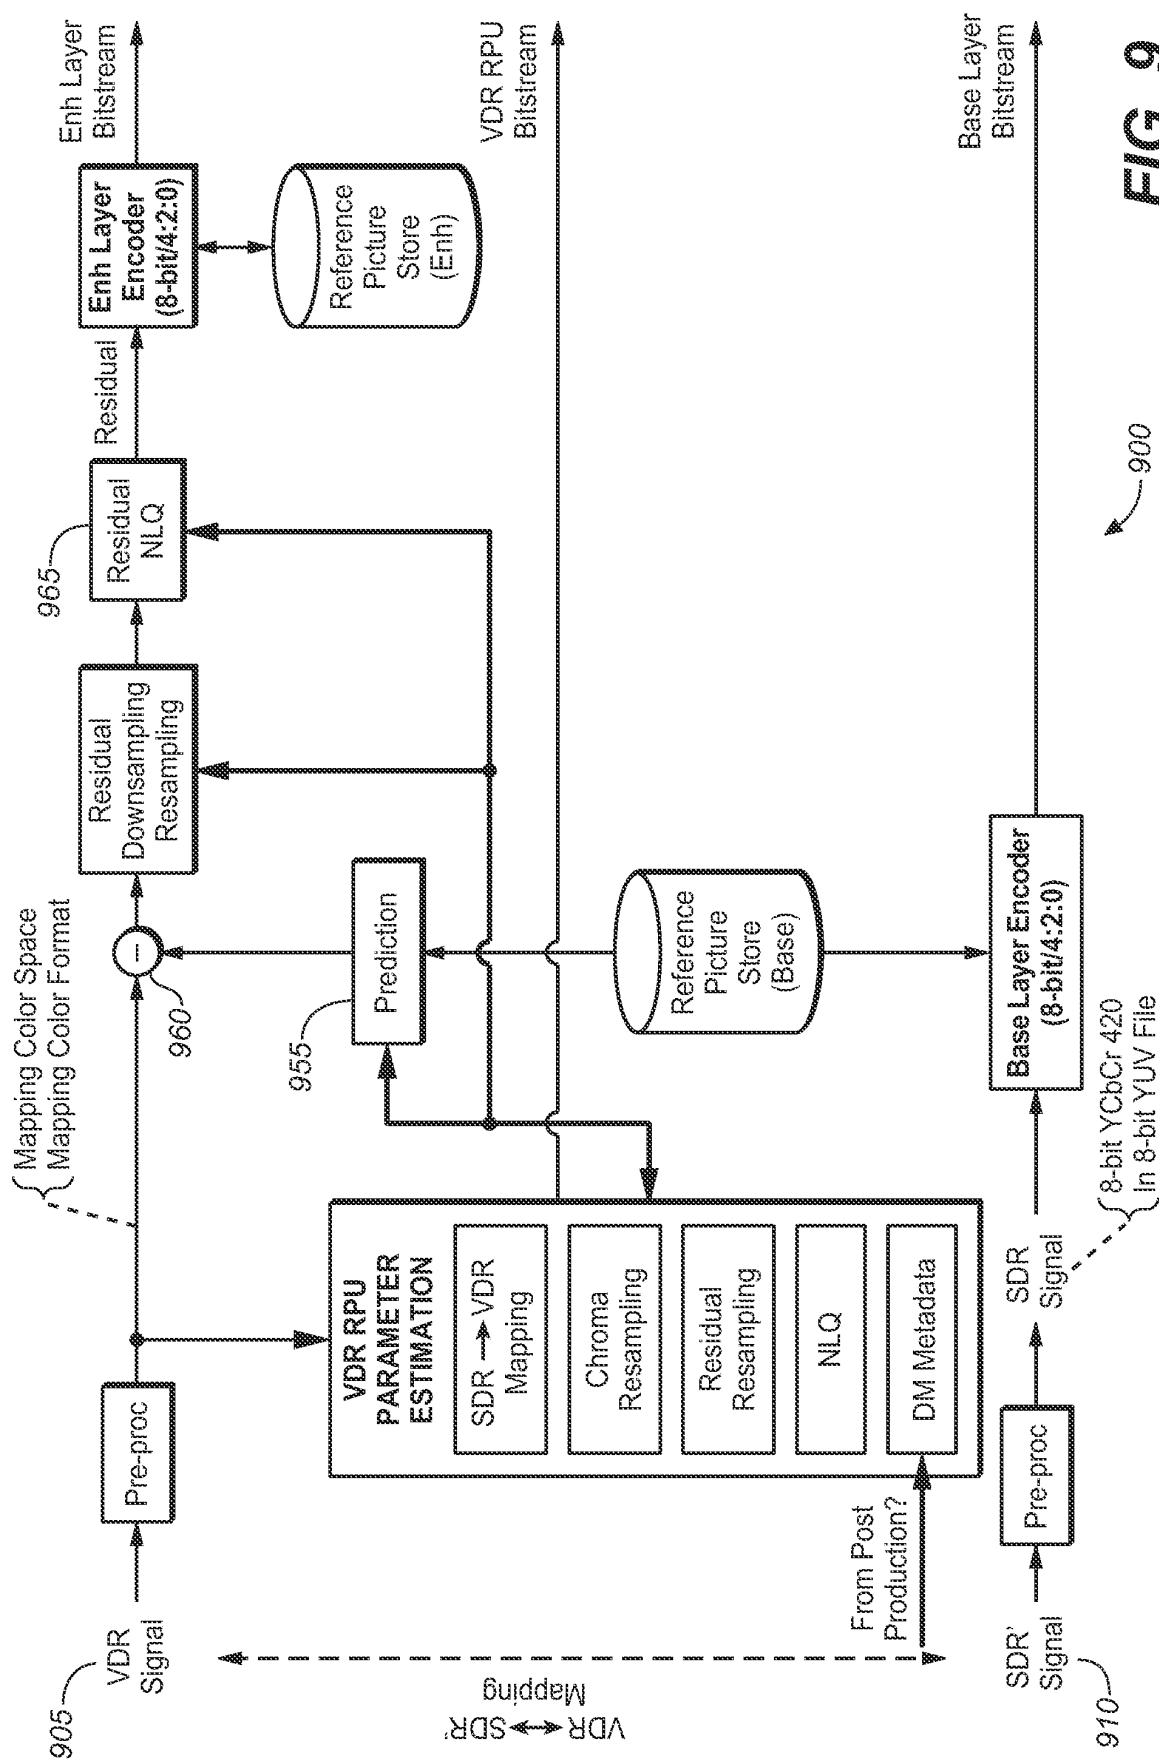 905
VDR
Signal
Pre-proc
Mapping Color Space
Mapping Color Format
960
Residual
Downsampling
Resampling
965
Residual
NLQ
Residual
Enh Layer
Encoder
(8-bit/4:2:0)
Enh Layer
Bitstream
Reference
Picture
Store
(Enh)
955
Prediction
VDR RPU
Bitstream
VDR ↔ SDR'
Mapping
VDR RPU
PARAMETER
ESTIMATION
SDR → VDR
Mapping
Chroma
Resampling
Residual
Resampling
NLQ
DM Metadata
From Post
Production?
Reference
Picture
Store
(Base)
910
SDR'
Signal
Pre-proc
SDR
Signal
8-bit YCbCr 420
In 8-bit YUV File
Base Layer Encoder
(8-bit/4:2:0)
Base Layer
Bitstream
900
FIG 9